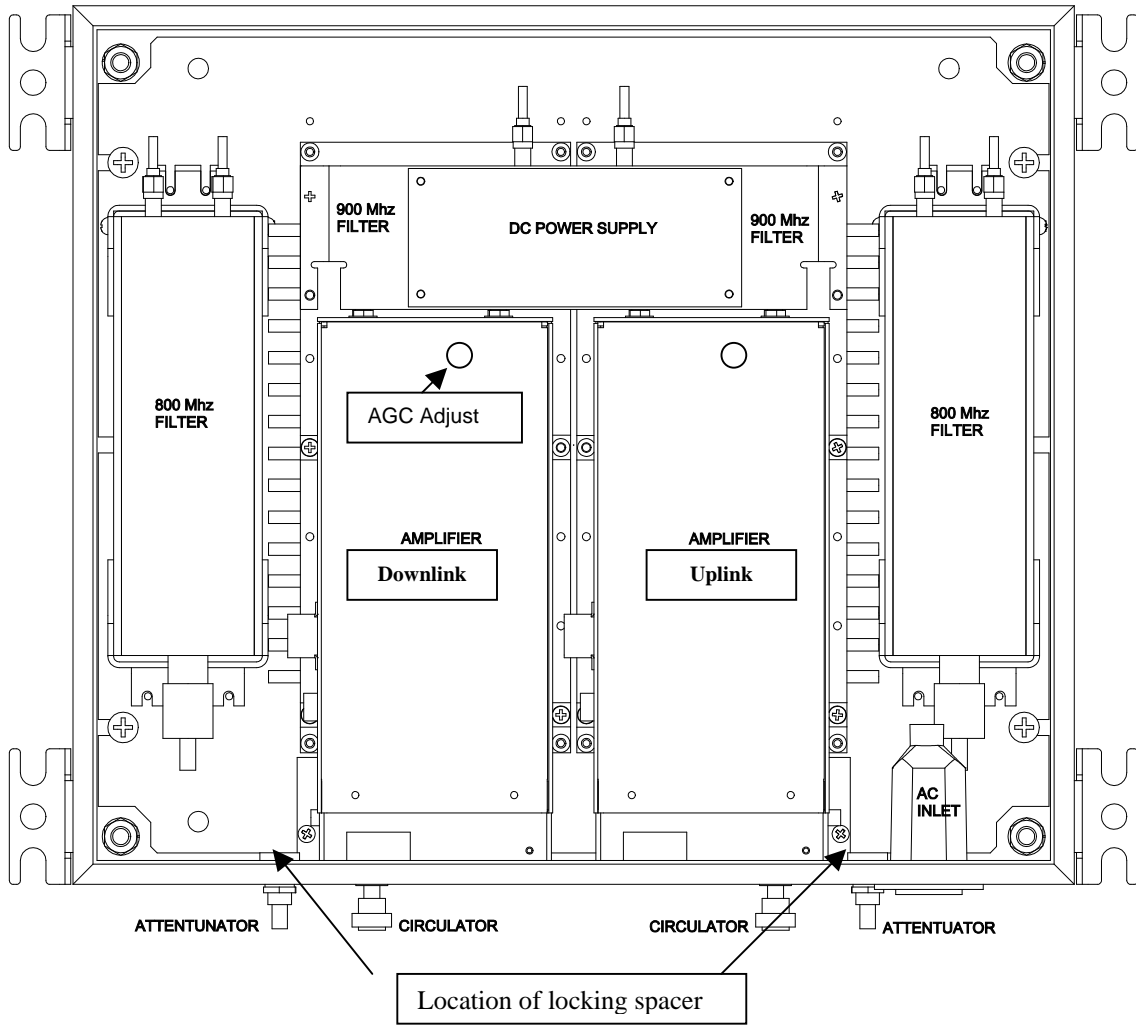 900 Mhz
FILTER
DC POWER SUPPLY
900 Mhz
FILTER
800 Mhz
FILTER
AGC Adjust
800 Mhz
FILTER
AMPLIFIER
Downlink
AMPLIFIER
Uplink
AC
INLET
ATTENTUNATOR
CIRCULATOR
CIRCULATOR
ATTENTUATOR
Location of locking spacer